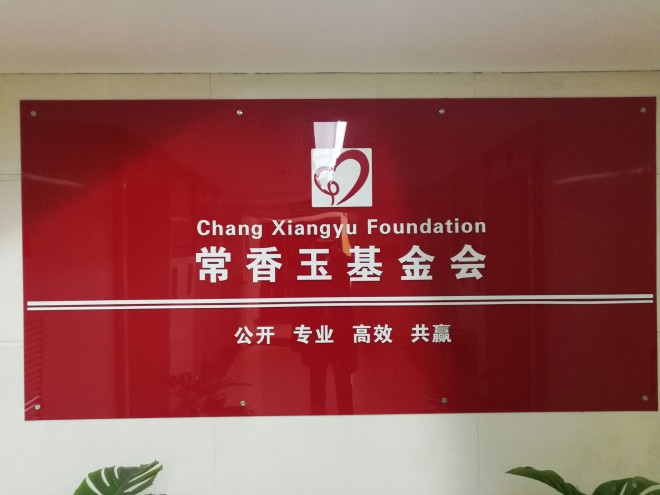 Chang Xiangyu Foundation
常香玉基金会
公开 专业 高效 共赢